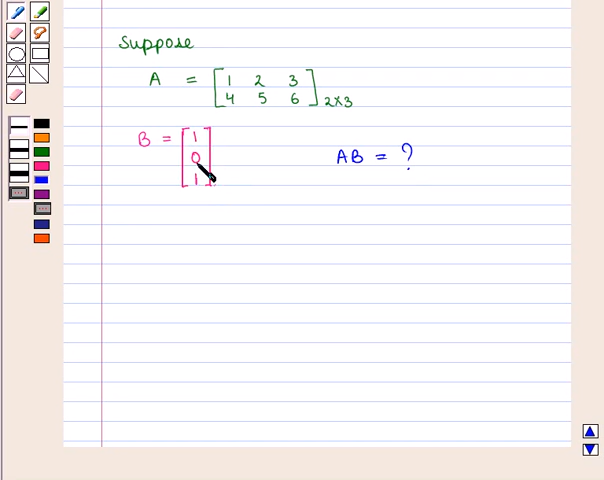 Suppose
A = [ 1 2 3
4 5 6 ] 2x3
B = [ 1
0
1 ]
AB = ?